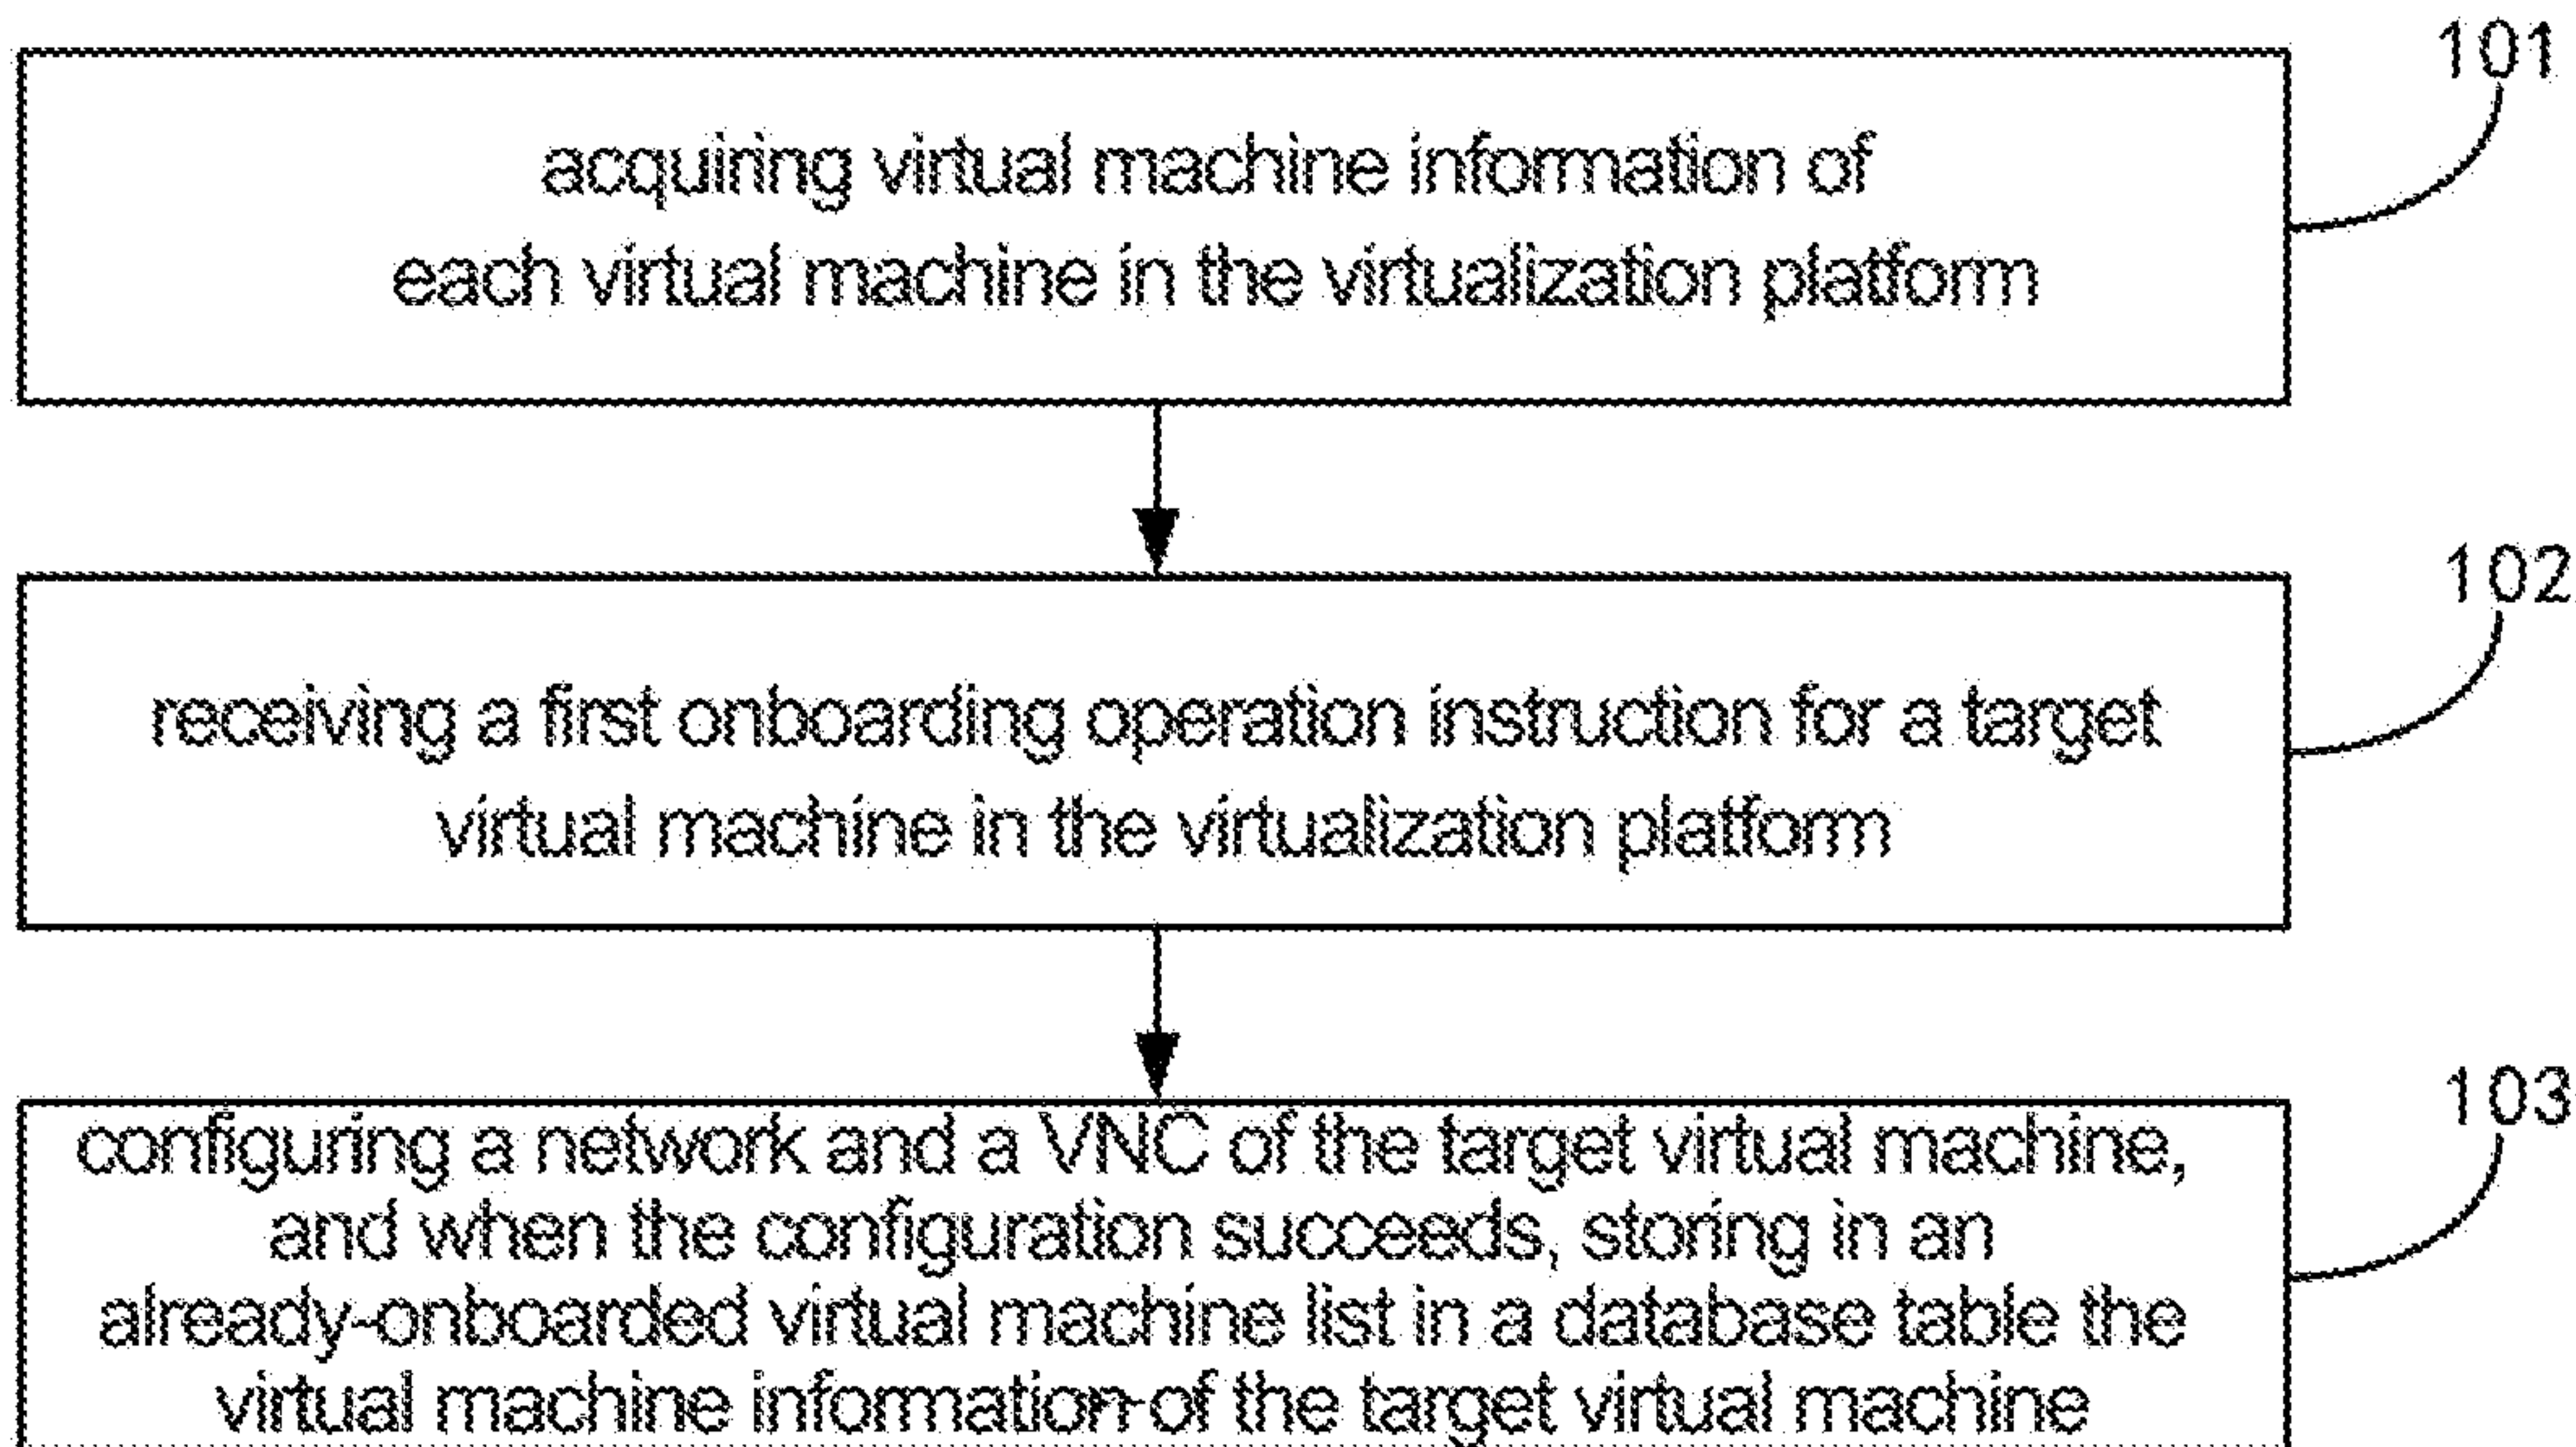 101
acquiring virtual machine information of
each virtual machine in the virtualization platform
102
receiving a first onboarding operation instruction for a target
virtual machine in the virtualization platform
103
configuring a network and a VNC of the target virtual machine,
and when the configuration succeeds, storing in an
already-onboarded virtual machine list in a database table the
virtual machine information of the target virtual machine